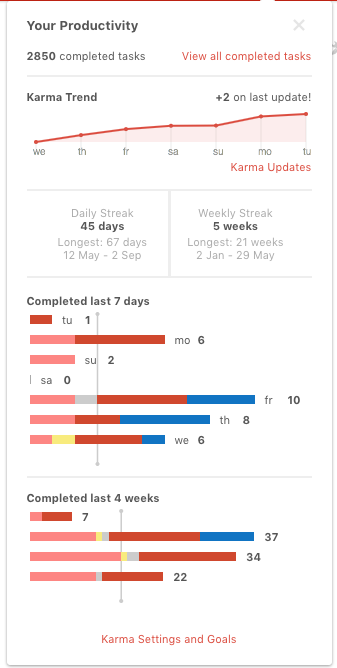 Your Productivity
2850 completed tasks View all completed tasks
Karma Trend +2 on last update!
we th fr sa su mo tu
Karma Updates
Daily Streak Weekly Streak
45 days 5 weeks
Longest: 67 days Longest: 21 weeks
12 May - 2 Sep 2 Jan - 29 May
Completed last 7 days
tu 1
mo 6
su 2
sa 0
fr 10
th 8
we 6
Completed last 4 weeks
7
37
34
22
Karma Settings and Goals